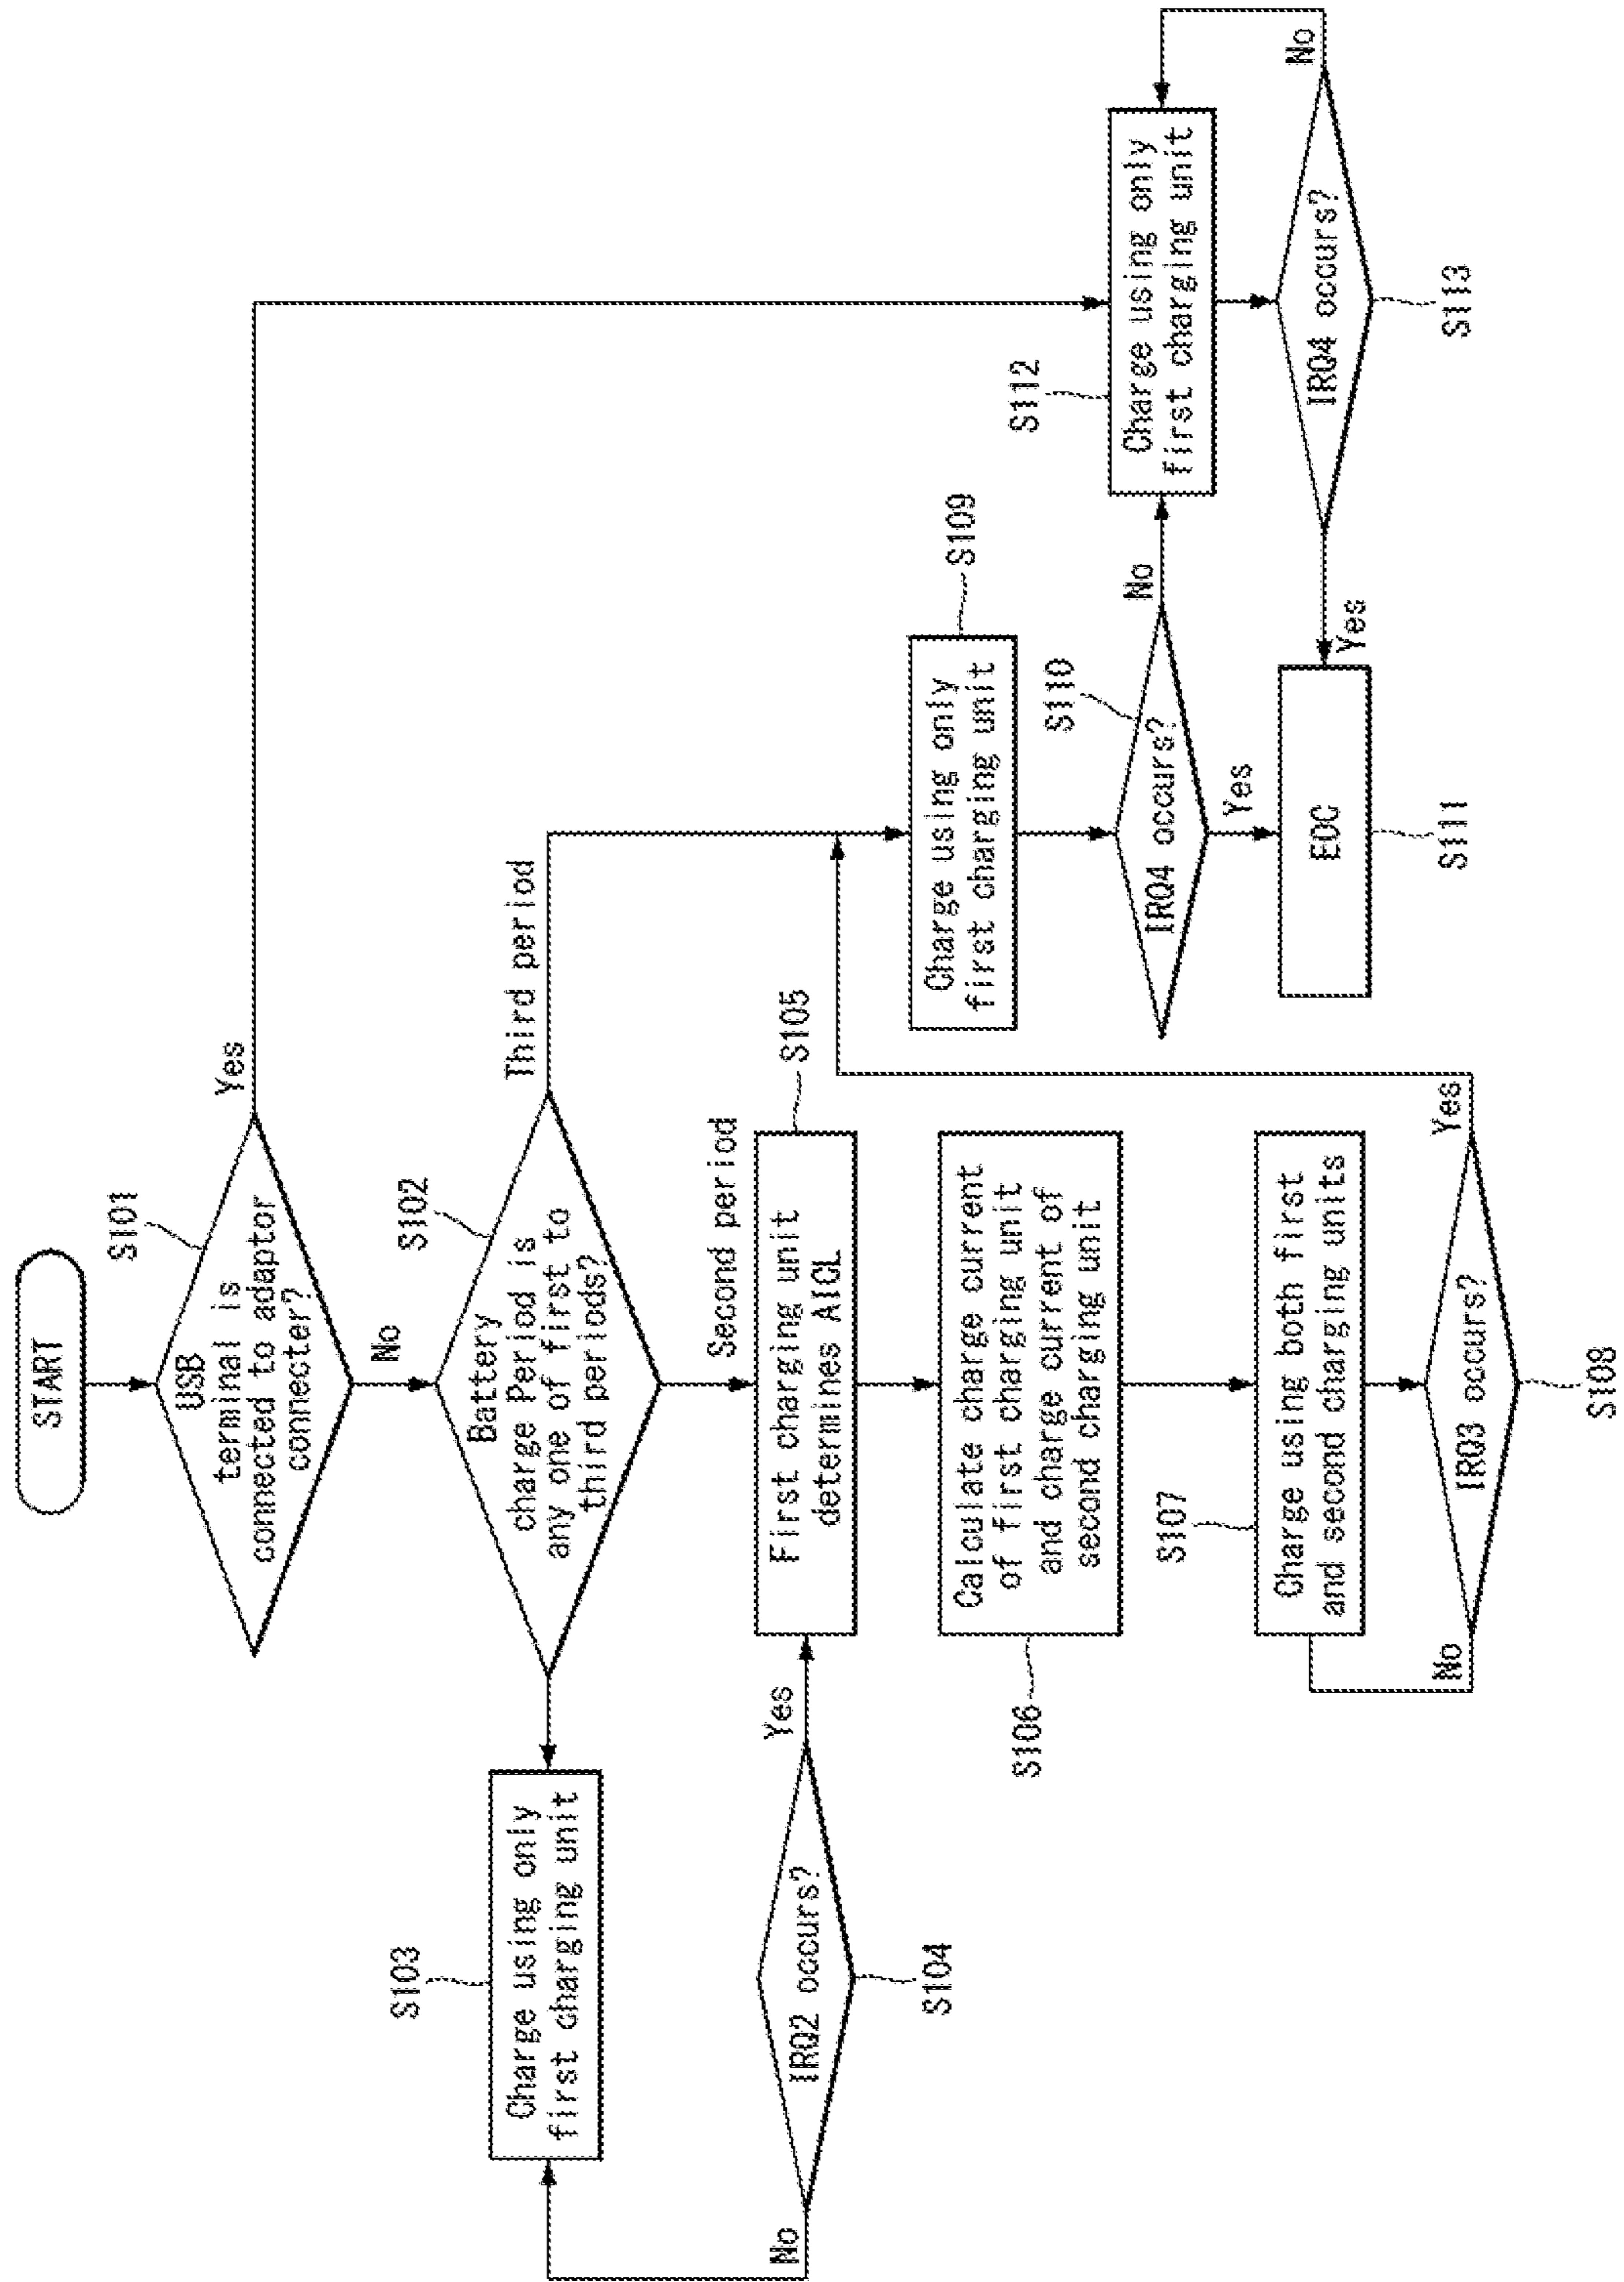 START
S101
USB
terminal is
connected to adaptor
connecter?
Yes
No
S102
Battery
charge Period is
any one of first to
third periods?
Third period
Second period
S103
Charge using only
first charging unit
S104
IRQ2 occurs?
No
Yes
S105
First charging unit
determines AICL
S106
Calculate charge current
of first charging unit
and charge current of
second charging unit
S107
Charge using both first
and second charging units
S108
IRQ3 occurs?
No
Yes
S109
Charge using only
first charging unit
S110
IRQ4 occurs?
No
Yes
EOC
S111
S112
Charge using only
first charging unit
IRQ4 occurs?
No
Yes
S113